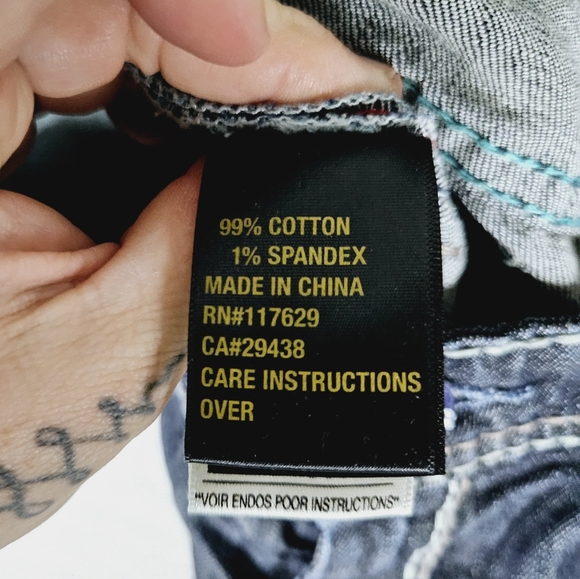 99% COTTON
1% SPANDEX
MADE IN CHINA
RN#117629
CA#29438
CARE INSTRUCTIONS
OVER
"VOIR ENDOS POOR INSTRUCTIONS"